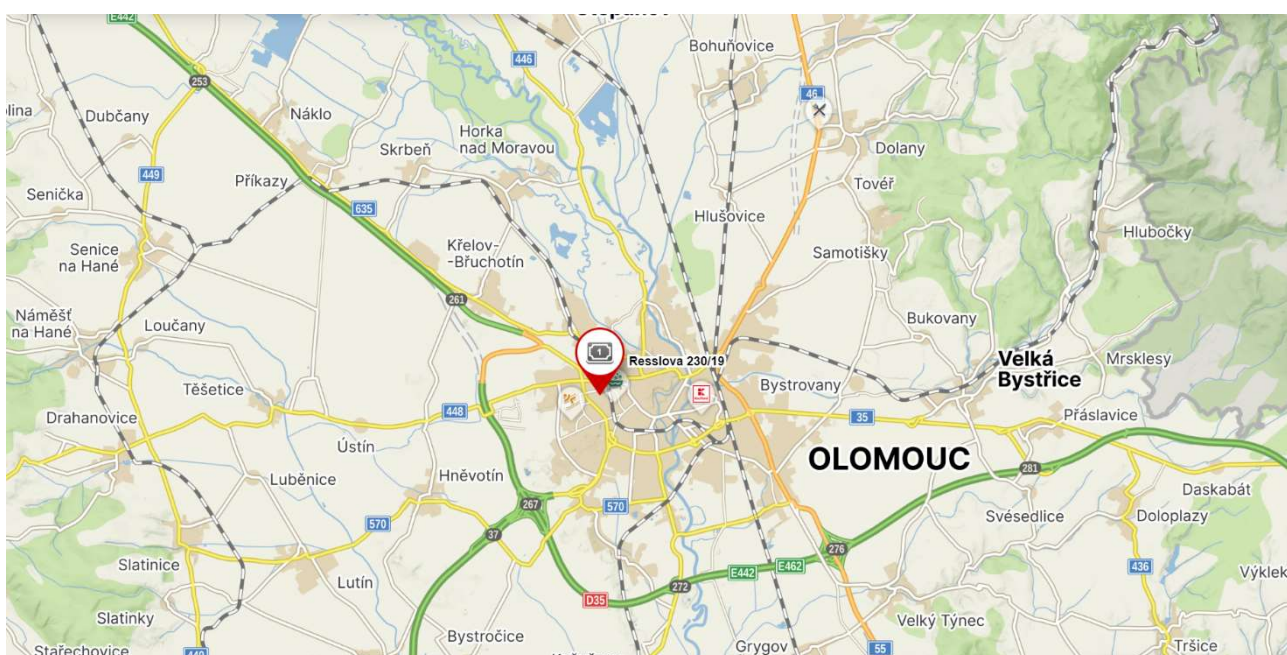 E442
446
Bohuňovice
253
46
Dubčany
Náklo
Horka
nad Moravou
Skrbeň
Dolany
449
Příkazy
Tovéř
Senička
635
Hlušovice
Hlubočky
Senice
na Hané
Křelov-
-Břuchotín
Samotišky
261
Náměšť
na Hané
Loučany
Bukovany
1
Resslova 230/19
Velká
Bystřice
Mrsklesy
Těšetice
Bystrovany
K
Drahanovice
448
35
Přáslavice
Ústín
OLOMOUC
281
Luběnice
Hněvotín
267
570
Daskabát
570
37
Svésedlice
Doloplazy
276
Slatinice
E442
E462
436
Lutín
272
Výklek
D35
Slatinky
Velký Týnec
Bystročice
Grygov
55
Tršice